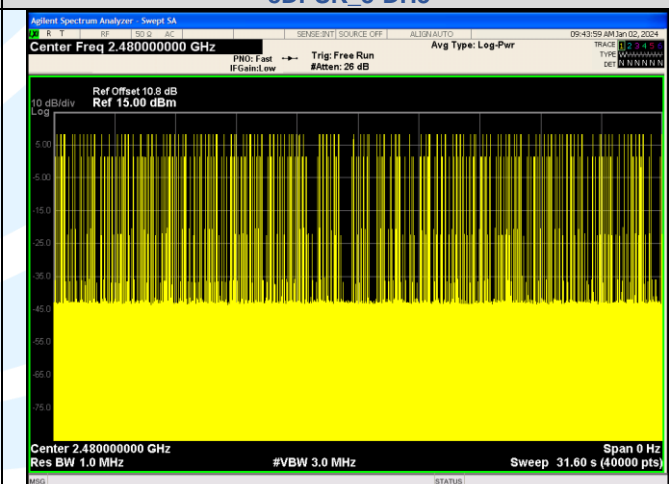 Agilent Spectrum Analyzer - Swept SA
R T RF 50 Ω AC SENSE:INT SOURCE OFF ALIGN AUTO 09:43:59 AM Jan 02, 2024
Center Freq 2.480000000 GHz Avg Type: Log-Pwr TRACE 1 2 3 4 5 6
PNO: Fast Trig: Free Run TYPE W
IFGain:Low #Atten: 26 dB DET N N N N N N
Ref Offset 10.8 dB
10 dB/div Ref 15.00 dBm
Log
5.00
-5.00
-15.0
-25.0
-35.0
-45.0
-55.0
-65.0
-75.0
Center 2.480000000 GHz Span 0 Hz
Res BW 1.0 MHz #VBW 3.0 MHz Sweep 31.60 s (40000 pts)
MSG STATUS